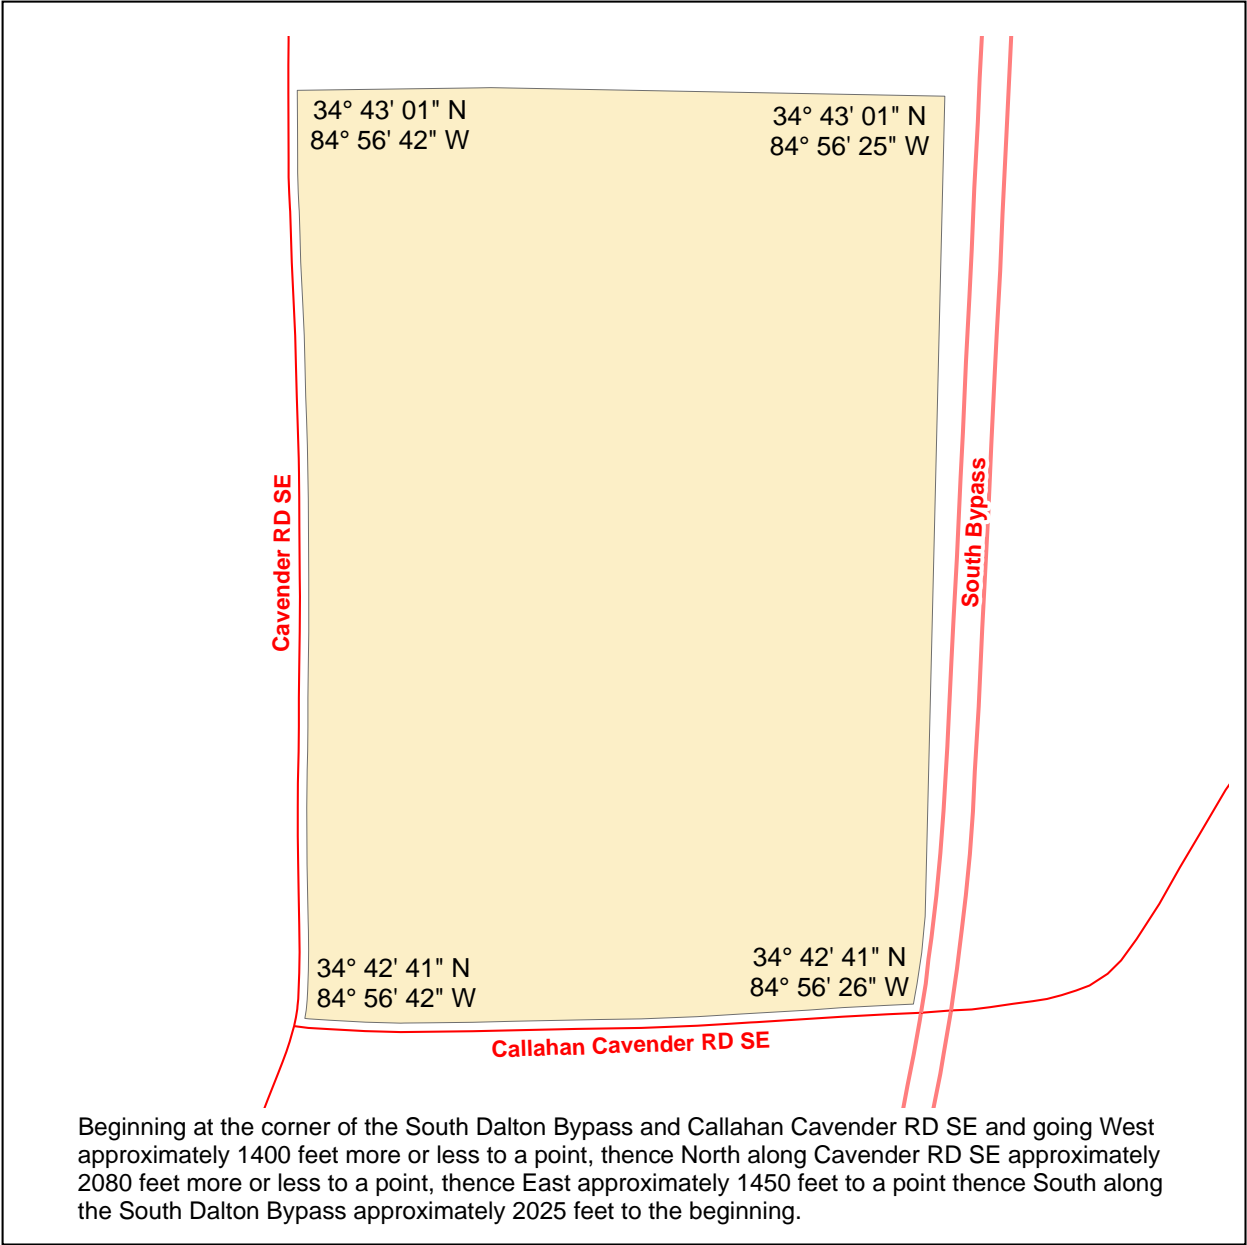 34° 43' 01" N
84° 56' 42" W
34° 43' 01" N
84° 56' 25" W
Cavender RD SE
South Bypass
34° 42' 41" N
84° 56' 42" W
34° 42' 41" N
84° 56' 26" W
Callahan Cavender RD SE
Beginning at the corner of the South Dalton Bypass and Callahan Cavender RD SE and going West
approximately 1400 feet more or less to a point, thence North along Cavender RD SE approximately
2080 feet more or less to a point, thence East approximately 1450 feet to a point thence South along
the South Dalton Bypass approximately 2025 feet to the beginning.